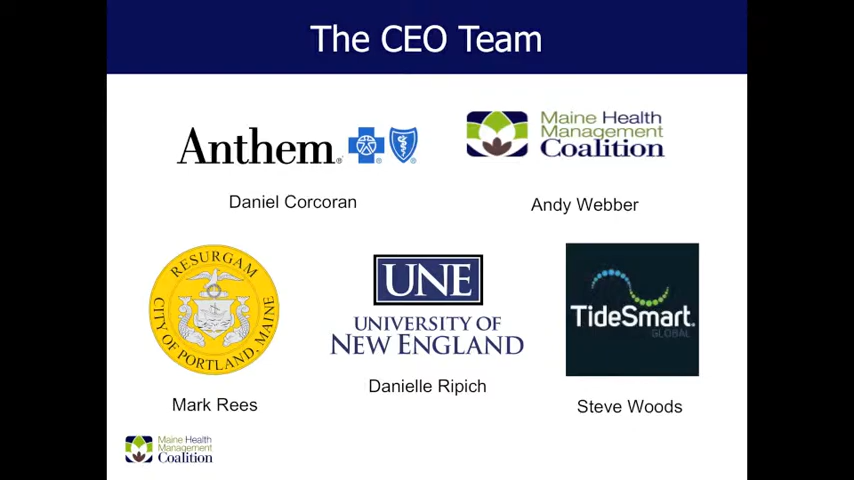 The CEO Team
Anthem®
Maine Health
Management
Coalition
Daniel Corcoran
Andy Webber
RESURGAM
CITY OF PORTLAND, MAINE
UNE
UNIVERSITY OF
NEW ENGLAND
TideSmart®
GLOBAL
Mark Rees
Danielle Ripich
Steve Woods
Maine Health
Management
Coalition